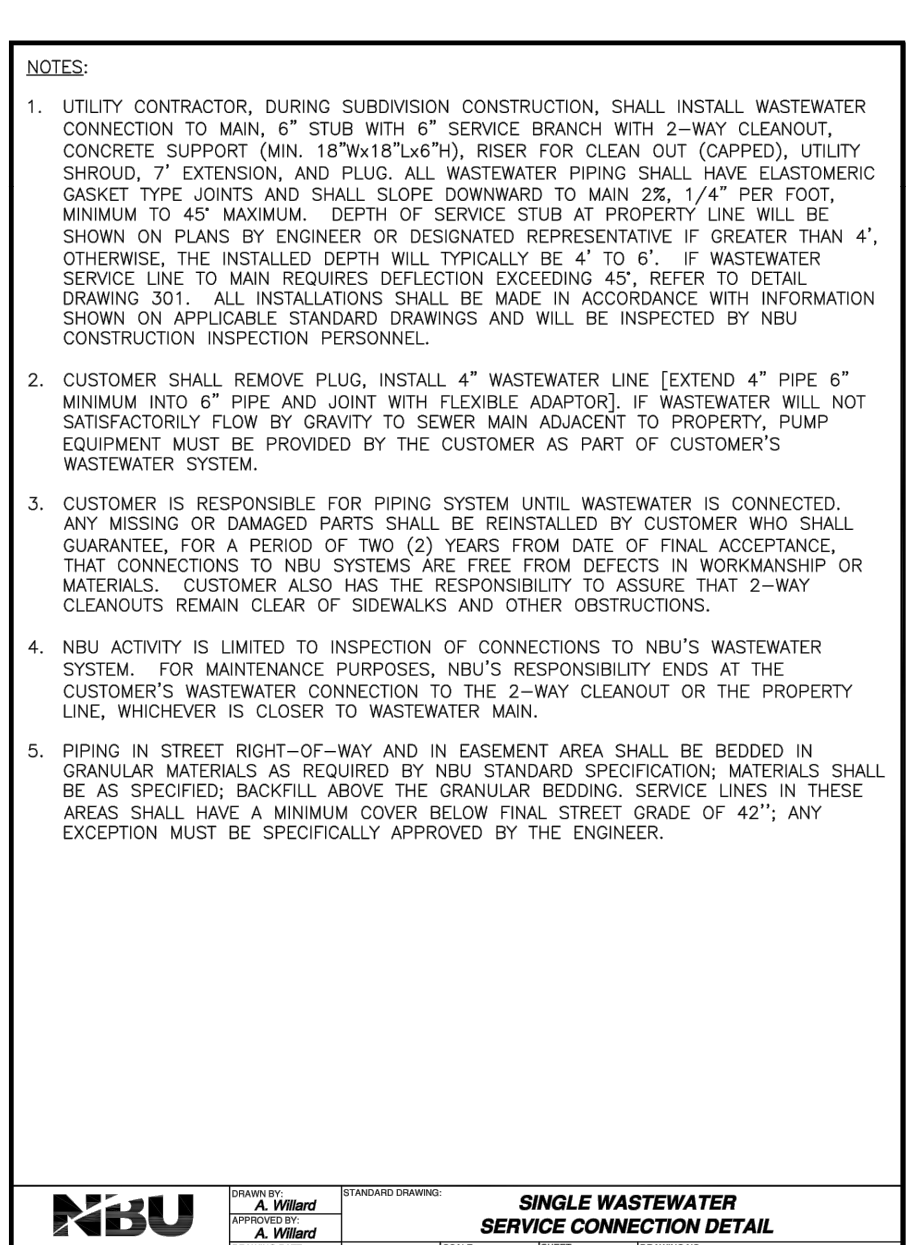 NOTES:
1. UTILITY CONTRACTOR, DURING SUBDIVISION CONSTRUCTION, SHALL INSTALL WASTEWATER
CONNECTION TO MAIN, 6" STUB WITH 6" SERVICE BRANCH WITH 2-WAY CLEANOUT,
CONCRETE SUPPORT (MIN. 18"Wx18"Lx6"H), RISER FOR CLEAN OUT (CAPPED), UTILITY
SHROUD, 7' EXTENSION, AND PLUG. ALL WASTEWATER PIPING SHALL HAVE ELASTOMERIC
GASKET TYPE JOINTS AND SHALL SLOPE DOWNWARD TO MAIN 2%, 1/4" PER FOOT,
MINIMUM TO 45° MAXIMUM. DEPTH OF SERVICE STUB AT PROPERTY LINE WILL BE
SHOWN ON PLANS BY ENGINEER OR DESIGNATED REPRESENTATIVE IF GREATER THAN 4',
OTHERWISE, THE INSTALLED DEPTH WILL TYPICALLY BE 4' TO 6'. IF WASTEWATER
SERVICE LINE TO MAIN REQUIRES DEFLECTION EXCEEDING 45°, REFER TO DETAIL
DRAWING 301. ALL INSTALLATIONS SHALL BE MADE IN ACCORDANCE WITH INFORMATION
SHOWN ON APPLICABLE STANDARD DRAWINGS AND WILL BE INSPECTED BY NBU
CONSTRUCTION INSPECTION PERSONNEL.
2. CUSTOMER SHALL REMOVE PLUG, INSTALL 4" WASTEWATER LINE [EXTEND 4" PIPE 6"
MINIMUM INTO 6" PIPE AND JOINT WITH FLEXIBLE ADAPTOR]. IF WASTEWATER WILL NOT
SATISFACTORILY FLOW BY GRAVITY TO SEWER MAIN ADJACENT TO PROPERTY, PUMP
EQUIPMENT MUST BE PROVIDED BY THE CUSTOMER AS PART OF CUSTOMER'S
WASTEWATER SYSTEM.
3. CUSTOMER IS RESPONSIBLE FOR PIPING SYSTEM UNTIL WASTEWATER IS CONNECTED.
ANY MISSING OR DAMAGED PARTS SHALL BE REINSTALLED BY CUSTOMER WHO SHALL
GUARANTEE, FOR A PERIOD OF TWO (2) YEARS FROM DATE OF FINAL ACCEPTANCE,
THAT CONNECTIONS TO NBU SYSTEMS ARE FREE FROM DEFECTS IN WORKMANSHIP OR
MATERIALS. CUSTOMER ALSO HAS THE RESPONSIBILITY TO ASSURE THAT 2-WAY
CLEANOUTS REMAIN CLEAR OF SIDEWALKS AND OTHER OBSTRUCTIONS.
4. NBU ACTIVITY IS LIMITED TO INSPECTION OF CONNECTIONS TO NBU'S WASTEWATER
SYSTEM. FOR MAINTENANCE PURPOSES, NBU'S RESPONSIBILITY ENDS AT THE
CUSTOMER'S WASTEWATER CONNECTION TO THE 2-WAY CLEANOUT OR THE PROPERTY
LINE, WHICHEVER IS CLOSER TO WASTEWATER MAIN.
5. PIPING IN STREET RIGHT-OF-WAY AND IN EASEMENT AREA SHALL BE BEDDED IN
GRANULAR MATERIALS AS REQUIRED BY NBU STANDARD SPECIFICATION; MATERIALS SHALL
BE AS SPECIFIED; BACKFILL ABOVE THE GRANULAR BEDDING. SERVICE LINES IN THESE
AREAS SHALL HAVE A MINIMUM COVER BELOW FINAL STREET GRADE OF 42''; ANY
EXCEPTION MUST BE SPECIFICALLY APPROVED BY THE ENGINEER.
NBU
DRAWN BY:
A. Willard
APPROVED BY:
A. Willard
STANDARD DRAWING:
SINGLE WASTEWATER
SERVICE CONNECTION DETAIL